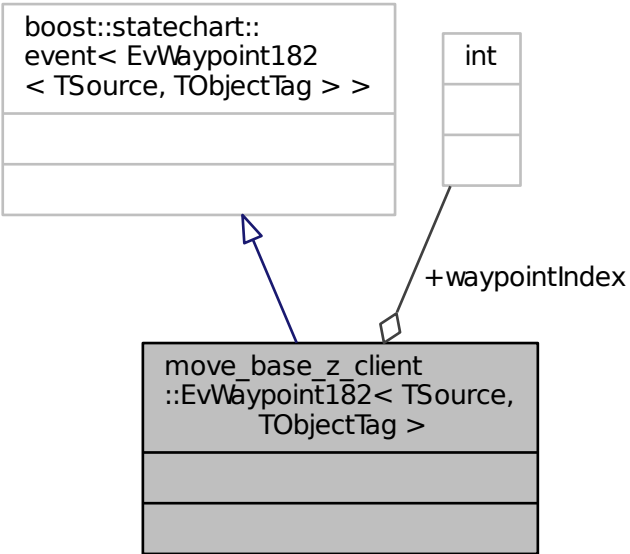 boost::statechart::
event< EvWaypoint182
< TSource, TObjectTag > >
int
+waypointIndex
move_base_z_client
::EvWaypoint182< TSource,
TObjectTag >